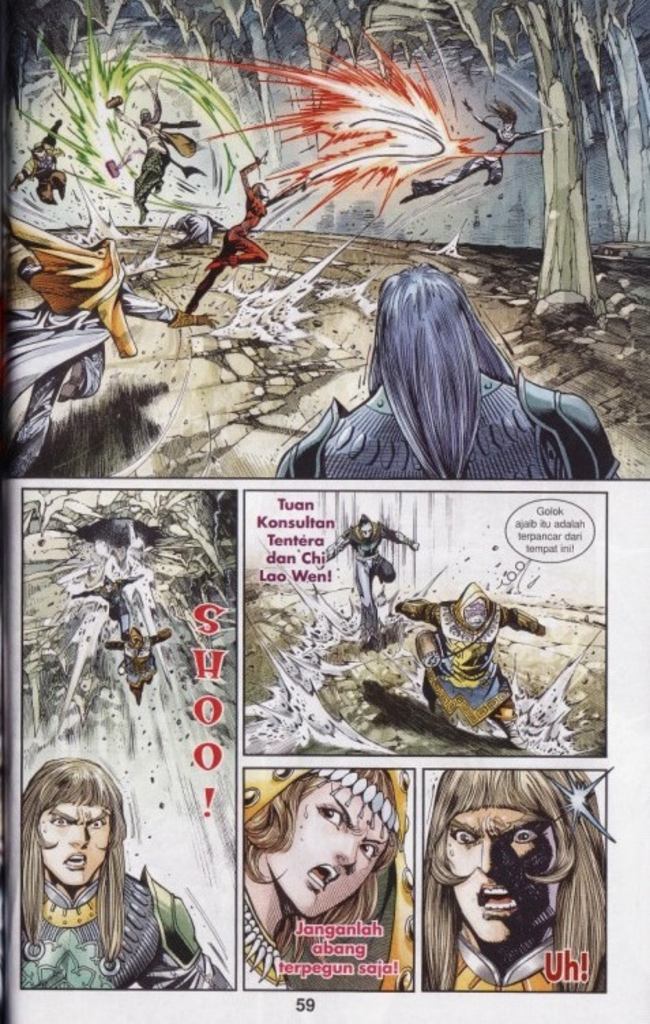 SHOO!
Tuan
Konsultan
Tentera
dan Chi
Lao Wen!
Golok
ajaib itu adalah
terpancar dari
tempat ini!
Janganlah
abang
terpegun saja!
Uh!
59